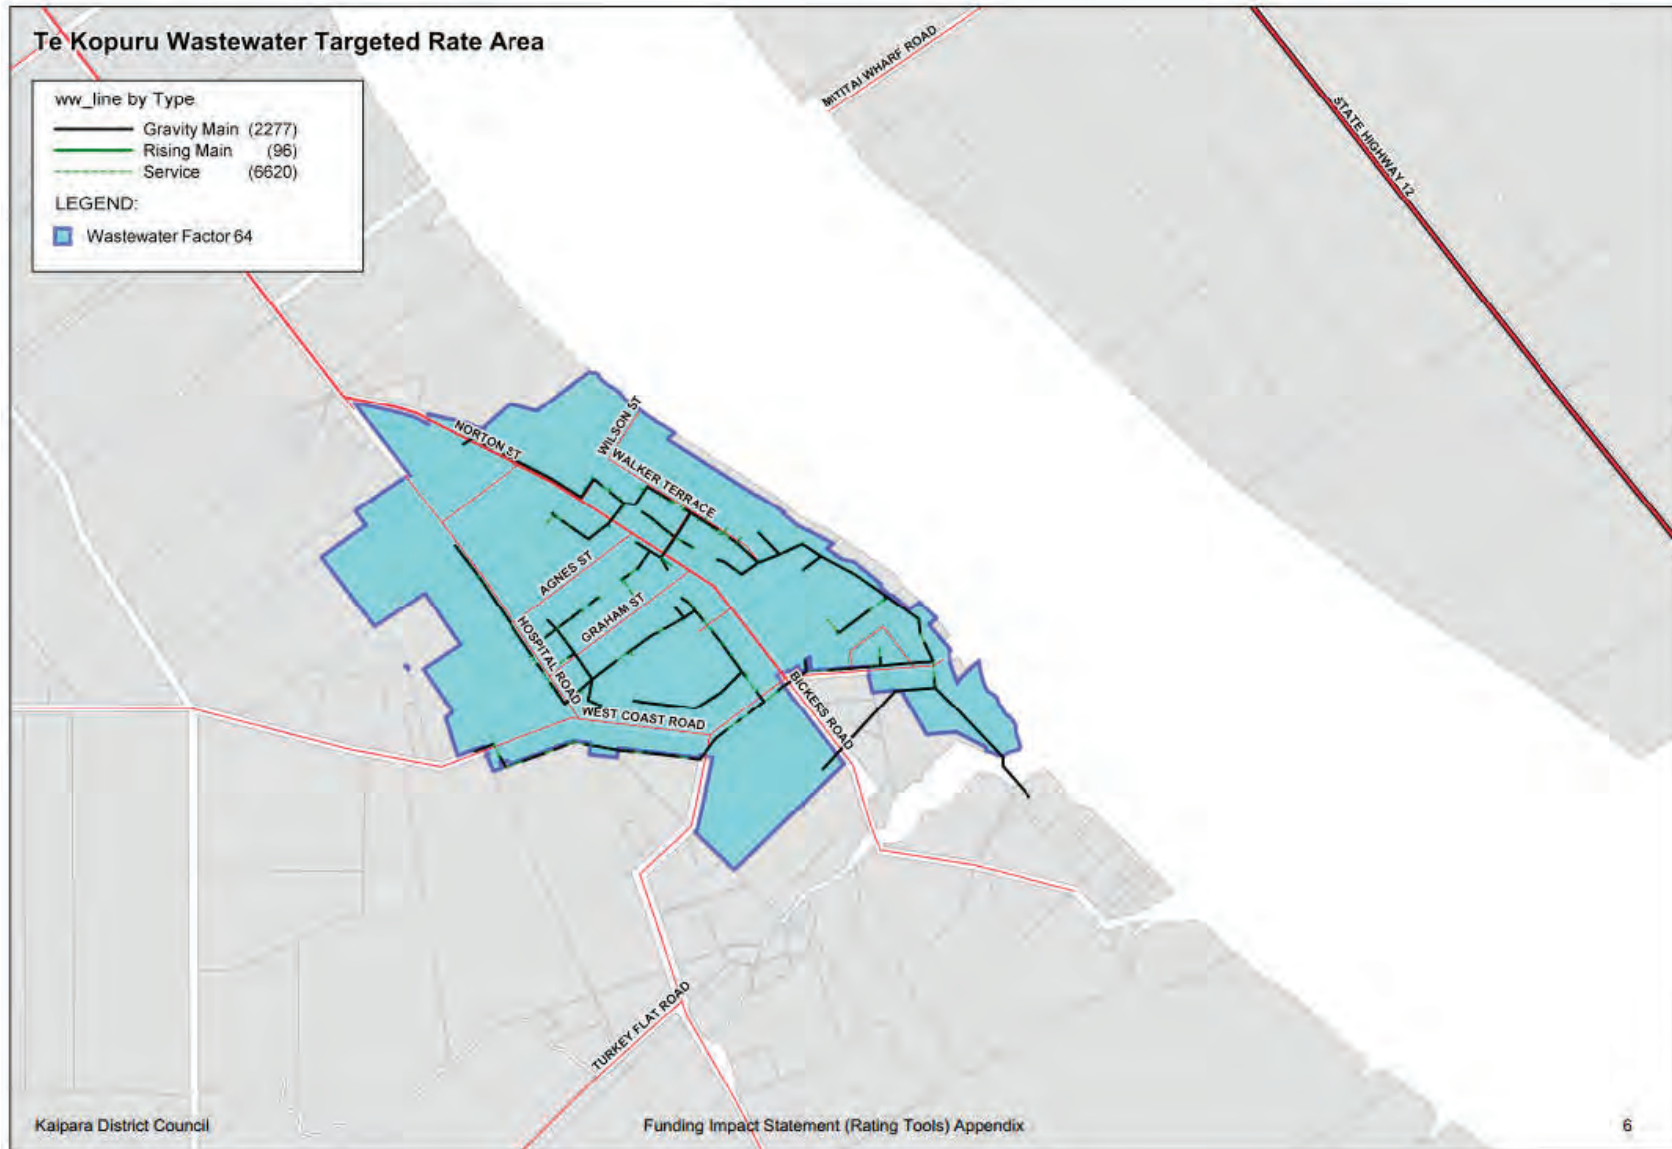 Te Kopuru Wastewater Targeted Rate Area
ww_line by Type
Gravity Main (2277)
Rising Main (96)
Service (6620)
LEGEND:
Wastewater Factor 64
MITITAI WHARF ROAD
STATE HIGHWAY 12
NORTON ST
WILSON ST
WALKER TERRACE
AGNES ST
GRAHAM ST
HOSPITAL ROAD
WEST COAST ROAD
BICKERS ROAD
TURKEY FLAT ROAD
Kaipara District Council
Funding Impact Statement (Rating Tools) Appendix
6